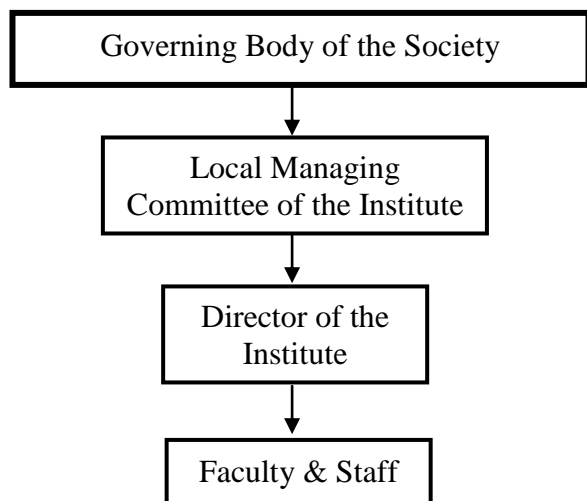 Governing Body of the Society
Local Managing
Committee of the Institute
Director of the
Institute
Faculty & Staff